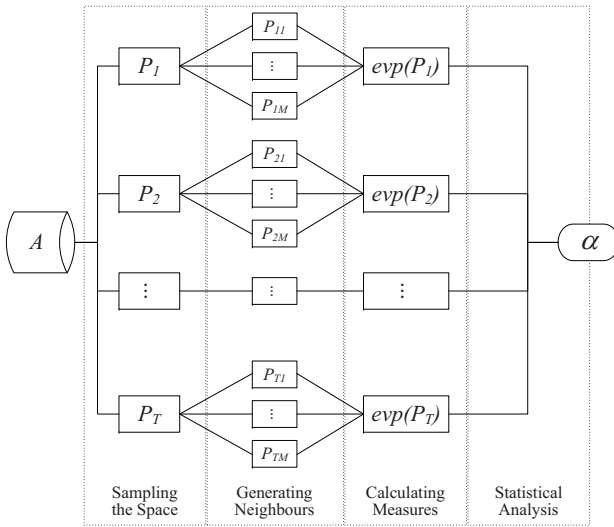 P11
P1
⋮
evp(P1)
P1M
P21
P2
⋮
evp(P2)
P2M
A
α
⋮
⋮
⋮
PT1
PT
⋮
evp(PT)
PTM
Sampling
the Space
Generating
Neighbours
Calculating
Measures
Statistical
Analysis